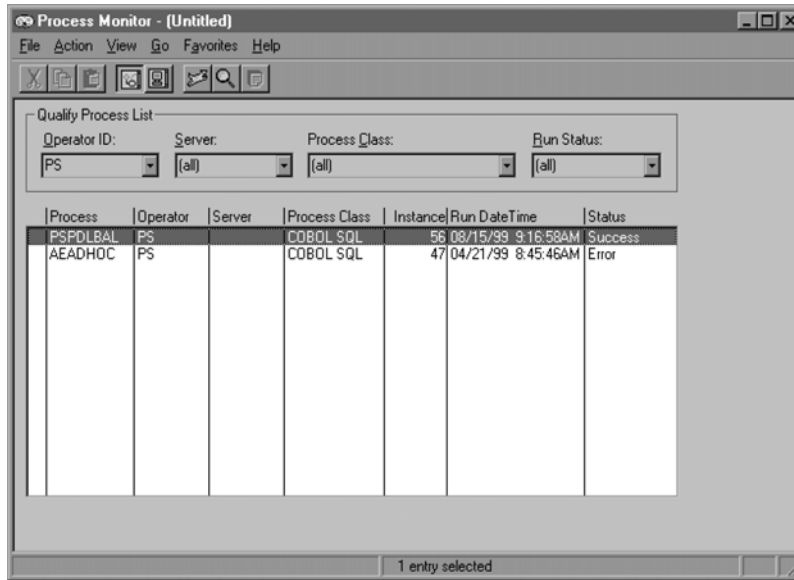 Process Monitor - (Untitled)
File Action View Go Favorites Help
Qualify Process List
Operator ID: Server: Process Class: Run Status:
PS (all) (all) (all)
Process Operator Server Process Class Instance Run DateTime Status
PSPDLBAL PS COBOL SQL 56 08/15/99 9:16:58AM Success
AEADHOC PS COBOL SQL 47 04/21/99 8:45:46AM Error
1 entry selected